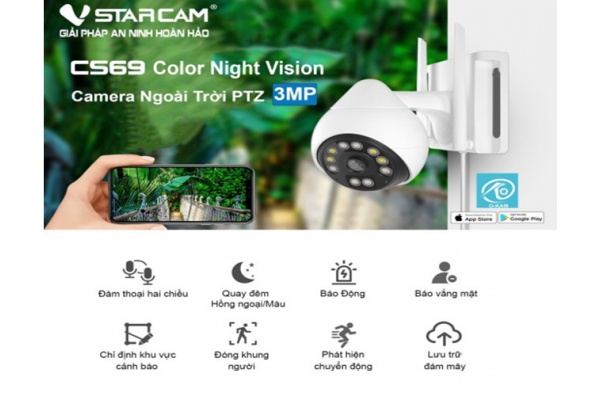 VSTARCAM
GIẢI PHÁP AN NINH HOÀN HẢO
CS69 Color Night Vision
Camera Ngoài Trời PTZ 3MP
O-KAM
App Store
Google Play
Đàm thoại hai chiều
Quay đêm
Hồng ngoại/Màu
Báo Động
Báo vắng mặt
Chỉ định khu vực
cảnh báo
Đóng khung
người
Phát hiện
chuyển động
Lưu trữ
đám mây